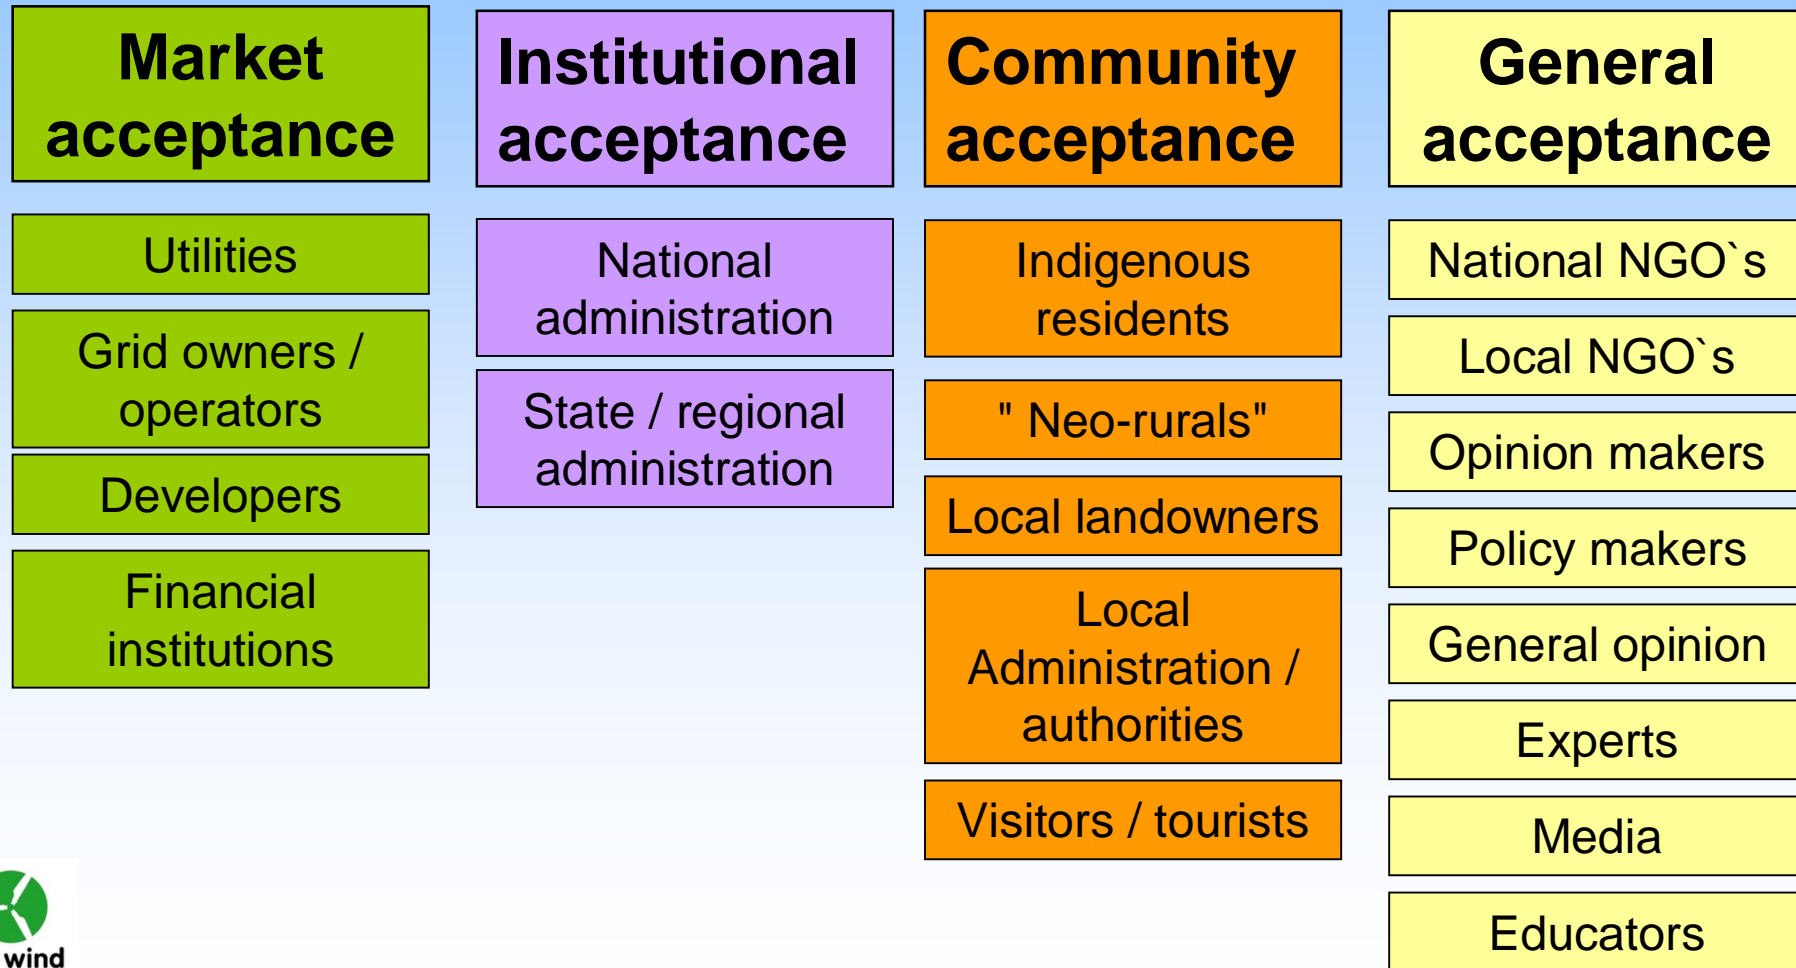 Market
acceptance
Utilities
Grid owners /
operators
Developers
Financial
institutions
Institutional
acceptance
National
administration
State / regional
administration
Community
acceptance
Indigenous
residents
" Neo-rurals"
Local landowners
Local
Administration /
authorities
Visitors / tourists
General
acceptance
National NGO`s
Local NGO`s
Opinion makers
Policy makers
General opinion
Experts
Media
Educators
wind